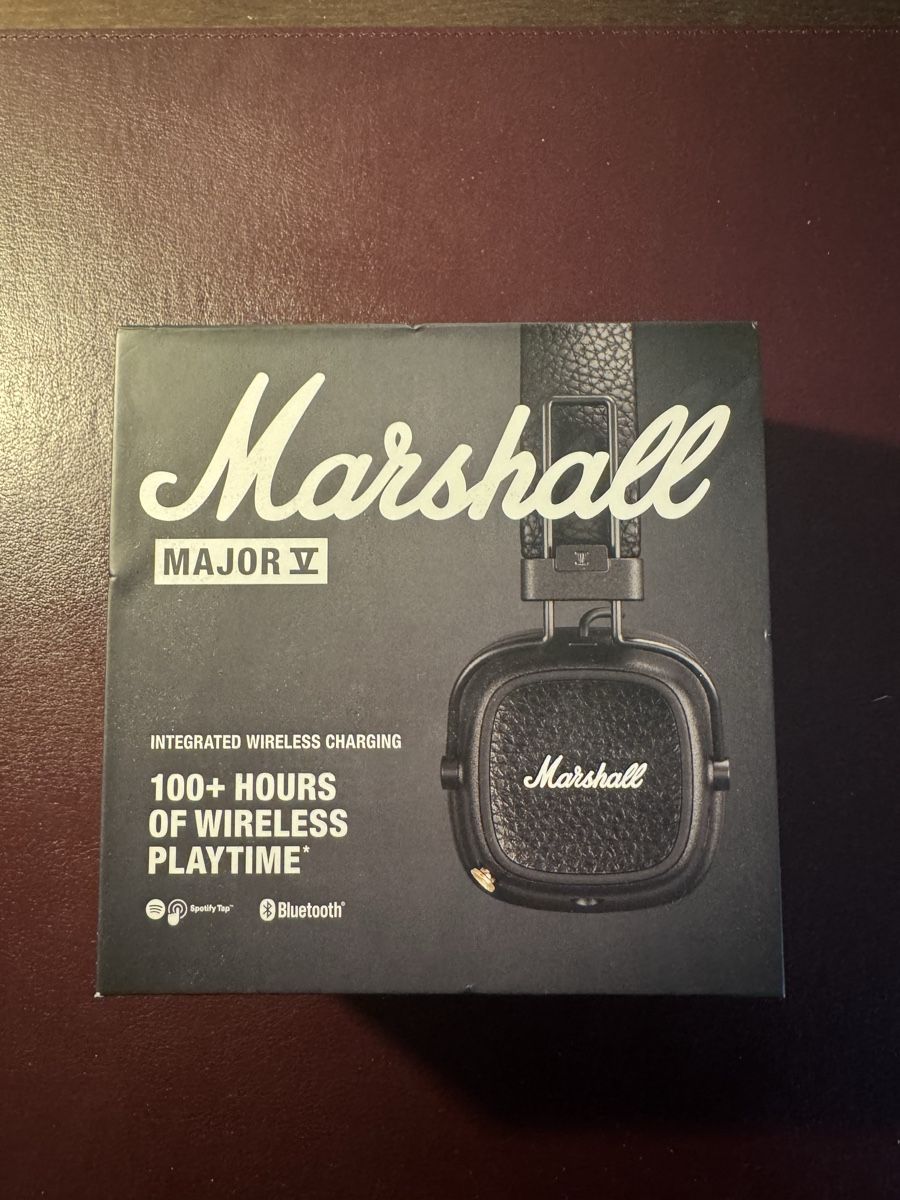 Marshall
MAJOR V
INTEGRATED WIRELESS CHARGING
100+ HOURS
OF WIRELESS
PLAYTIME*
Spotify Tap™
Bluetooth®
Marshall